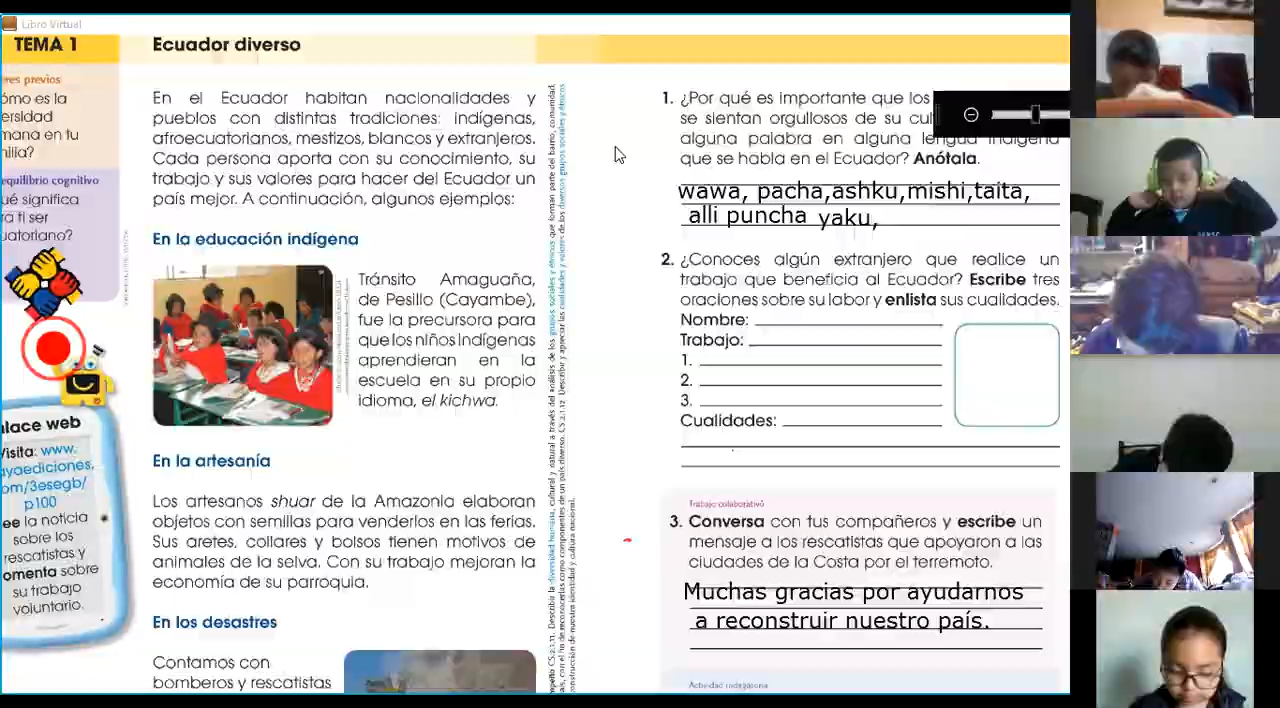 Libro Virtual
TEMA 1
Ecuador diverso
eres previos
ómo es la
ersidad
mana en tu
milia?
equilibrio cognitivo
ué significa
ra ti ser
uatoriano?
lace web
Visita: www.
ayaediciones,
om/3esegb/
p100
ee la noticia
sobre los
rescatistas y
omenta sobre
su trabajo
voluntario.
En el Ecuador habitan nacionalidades y
pueblos con distintas tradiciones: indígenas,
afroecuatorianos, mestizos, blancos y extranjeros.
Cada persona aporta con su conocimiento, su
trabajo y sus valores para hacer del Ecuador un
país mejor. A continuación, algunos ejemplos:
En la educación indígena
Tránsito Amaguaña,
de Pesillo (Cayambe),
fue la precursora para
que los niños indígenas
aprendieran en la
escuela en su propio
idioma, el kichwa.
En la artesanía
Los artesanos shuar de la Amazonía elaboran
objetos con semillas para venderlos en las ferias.
Sus aretes, collares y bolsos tienen motivos de
animales de la selva. Con su trabajo mejoran la
economía de su parroquia.
En los desastres
Contamos con
bomberos y rescatistas
1. ¿Por qué es importante que los
se sientan orgullosos de su cul
alguna palabra en alguna lengua indígena
que se habla en el Ecuador? Anótala.
wawa, pacha,ashku,mishi,taita,
alli puncha yaku,
2. ¿Conoces algún extranjero que realice un
trabajo que beneficia al Ecuador? Escribe tres
oraciones sobre su labor y enlista sus cualidades.
Nombre:
Trabajo:
1.
2.
3.
Cualidades:
Trabajo colaborativo
3. Conversa con tus compañeros y escribe un
mensaje a los rescatistas que apoyaron a las
ciudades de la Costa por el terremoto.
Muchas gracias por ayudarnos
a reconstruir nuestro país.
Actividad indagatoria